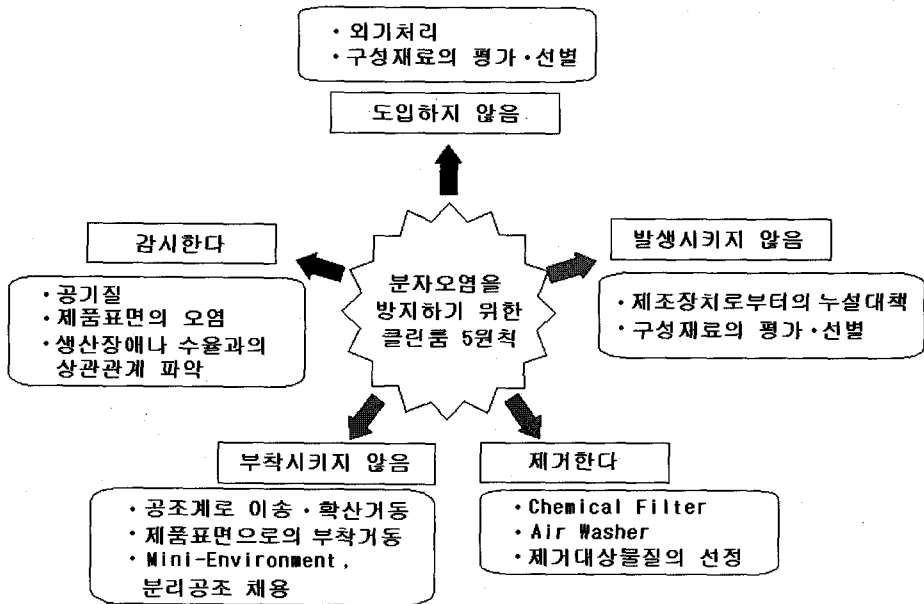 · 외기처리
· 구성재료의 평가·선별
도입하지 않음
감시한다
· 공기질
· 제품표면의 오염
· 생산장애나 수율과의
상관관계 파악
분자오염을
방지하기 위한
클린룸 5원칙
발생시키지 않음
· 제조장치로부터의 누설대책
· 구성재료의 평가·선별
부착시키지 않음
· 공조계로 이송·확산거동
· 제품표면으로의 부착거동
· Mini-Environment,
분리공조 채용
제거한다
· Chemical Filter
· Air Washer
· 제거대상물질의 선정